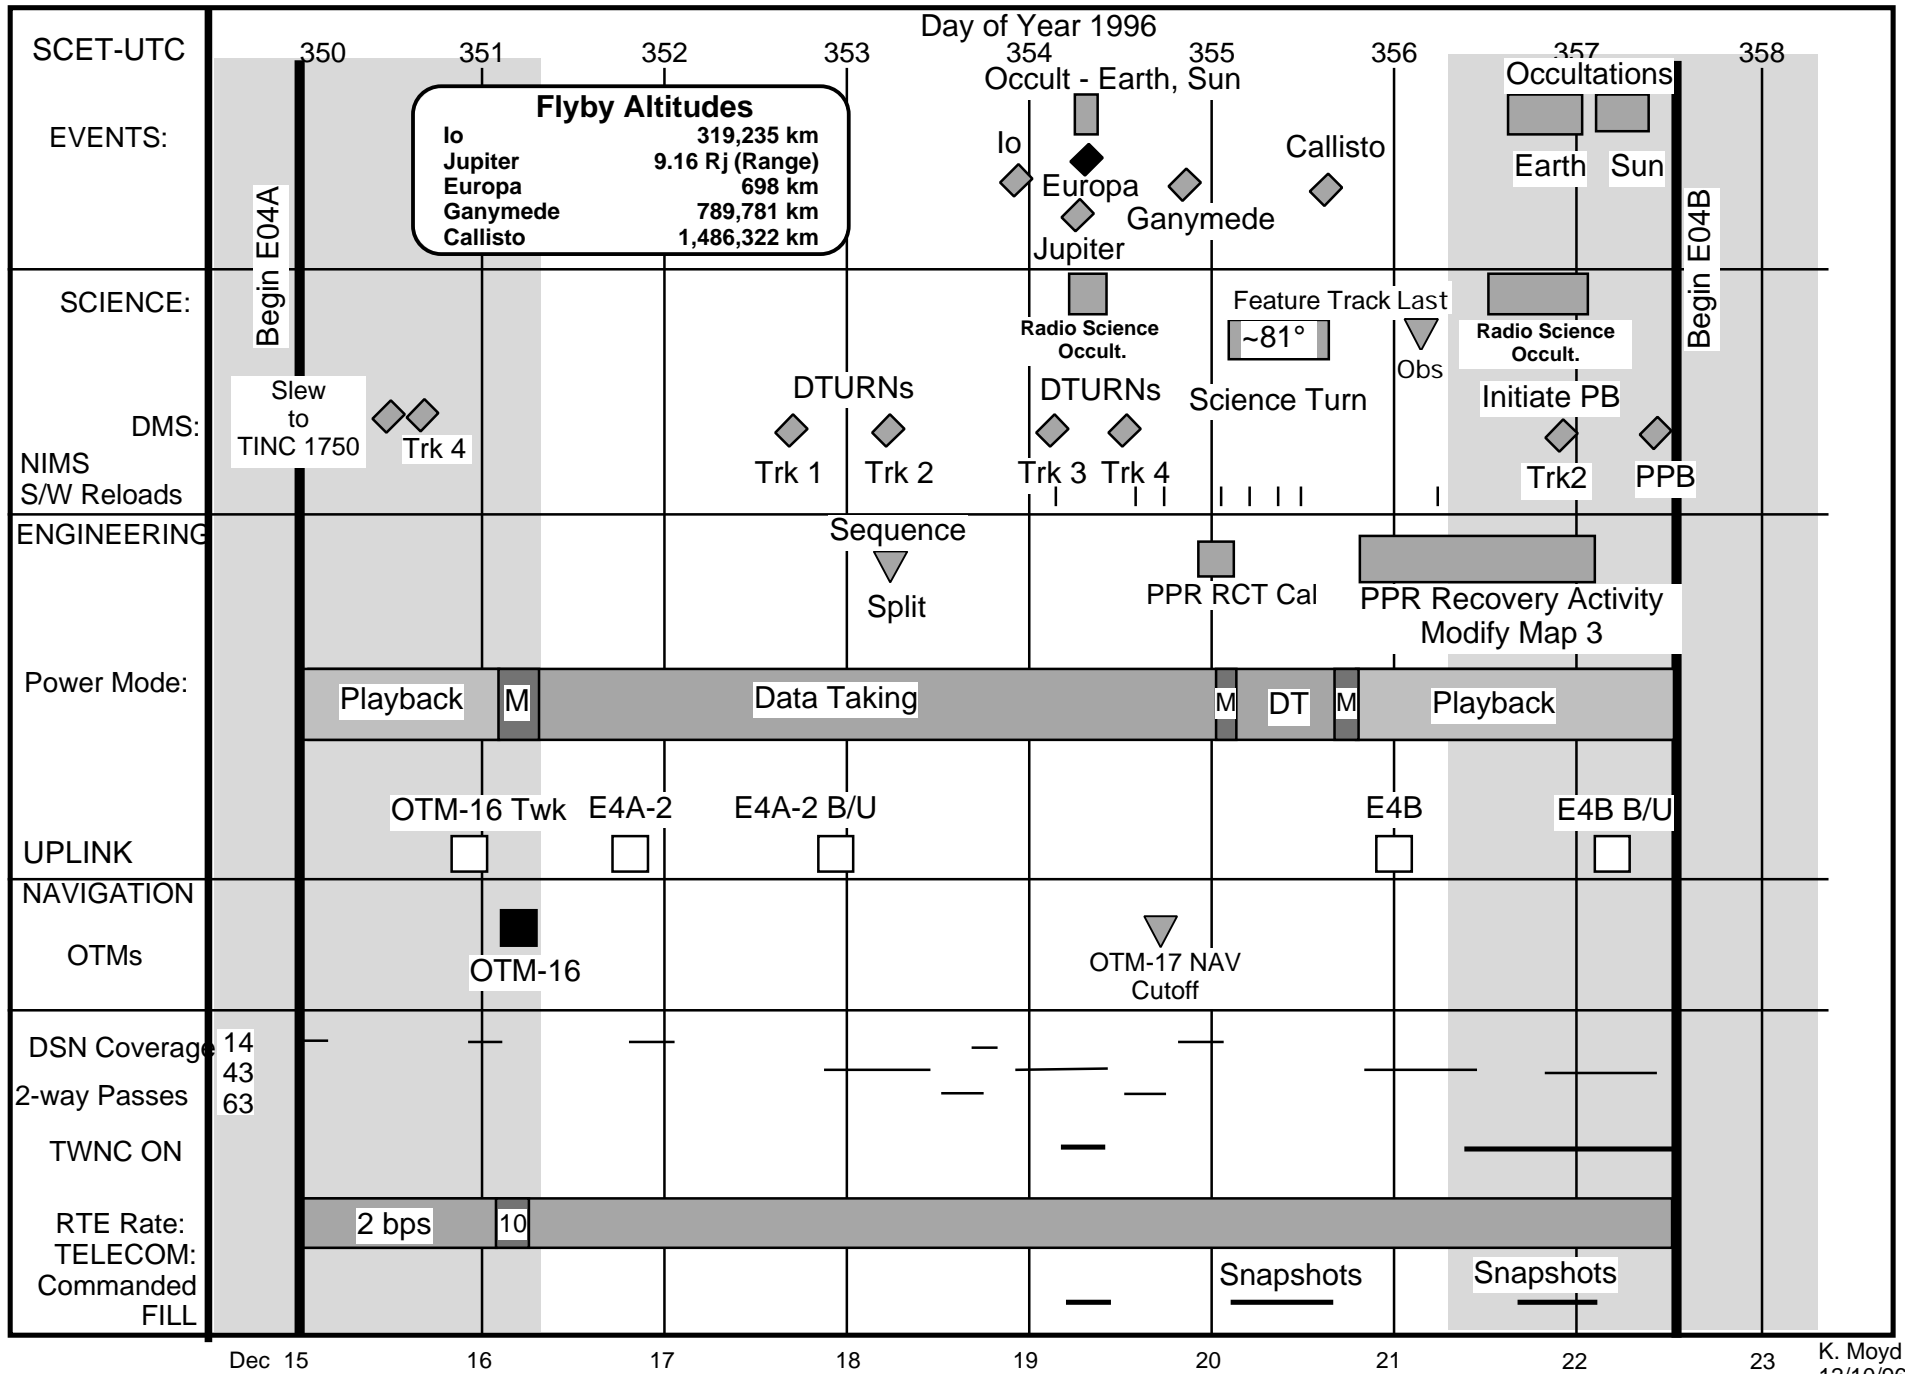 Day of Year 1996
SCET-UTC
350 351 352 353 354 355 356 357 358
Occult - Earth, Sun
Occultations
EVENTS:
Flyby Altitudes
Io 319,235 km
Jupiter 9.16 Rj (Range)
Europa 698 km
Ganymede 789,781 km
Callisto 1,486,322 km
Io
Europa
Jupiter
Ganymede
Callisto
Earth
Sun
Begin E04A
Begin E04B
SCIENCE:
Radio Science
Occult.
Feature Track
~81°
Science Turn
Last
Obs
Radio Science
Occult.
DMS:
Slew
to
TINC 1750
Trk 4
DTURNs
Trk 1 Trk 2
DTURNs
Trk 3 Trk 4
Initiate PB
Trk2
PPB
NIMS
S/W Reloads
ENGINEERING
Sequence
Split
PPR RCT Cal
PPR Recovery Activity
Modify Map 3
Power Mode:
Playback M Data Taking M DT M Playback
OTM-16 Twk E4A-2 E4A-2 B/U E4B E4B B/U
UPLINK
NAVIGATION
OTMs
OTM-16
OTM-17 NAV
Cutoff
DSN Coverage 14
43
2-way Passes
63
TWNC ON
RTE Rate: 2 bps 10
TELECOM:
Commanded
FILL
Snapshots Snapshots
Dec 15 16 17 18 19 20 21 22 23
K. Moyd
12/10/96